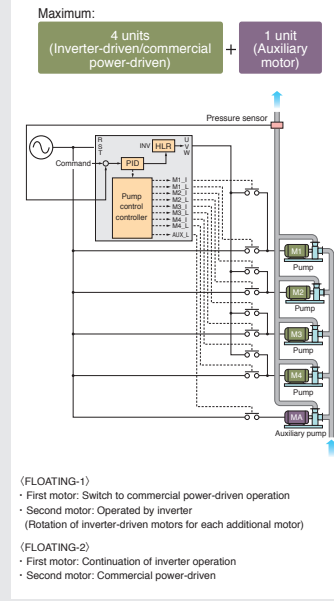 Maximum:
4 units
(Inverter-driven/commercial
power-driven)
+
1 unit
(Auxiliary
motor)
Pressure sensor
R
S
T
INV
HLR
U
V
W
Command
PID
Pump
control
controller
M1_I
M1_L
M2_I
M2_L
M3_I
M3_L
M4_I
M4_L
AUX_L
M1
Pump
M2
Pump
M3
Pump
M4
Pump
MA
Auxiliary pump
〈FLOATING-1〉
・First motor: Switch to commercial power-driven operation
・Second motor: Operated by inverter
(Rotation of inverter-driven motors for each additional motor)
〈FLOATING-2〉
・First motor: Continuation of inverter operation
・Second motor: Commercial power-driven